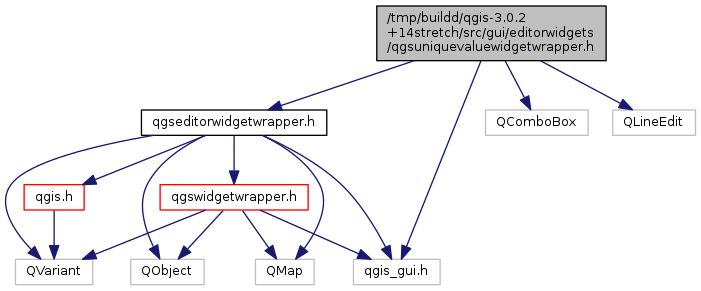 /tmp/buildd/qgis-3.0.2
+14stretch/src/gui/editorwidgets
/qgsuniquevaluewidgetwrapper.h
qgseditorwidgetwrapper.h
QComboBox
QLineEdit
qgis.h
qgswidgetwrapper.h
QVariant
QObject
QMap
qgis_gui.h